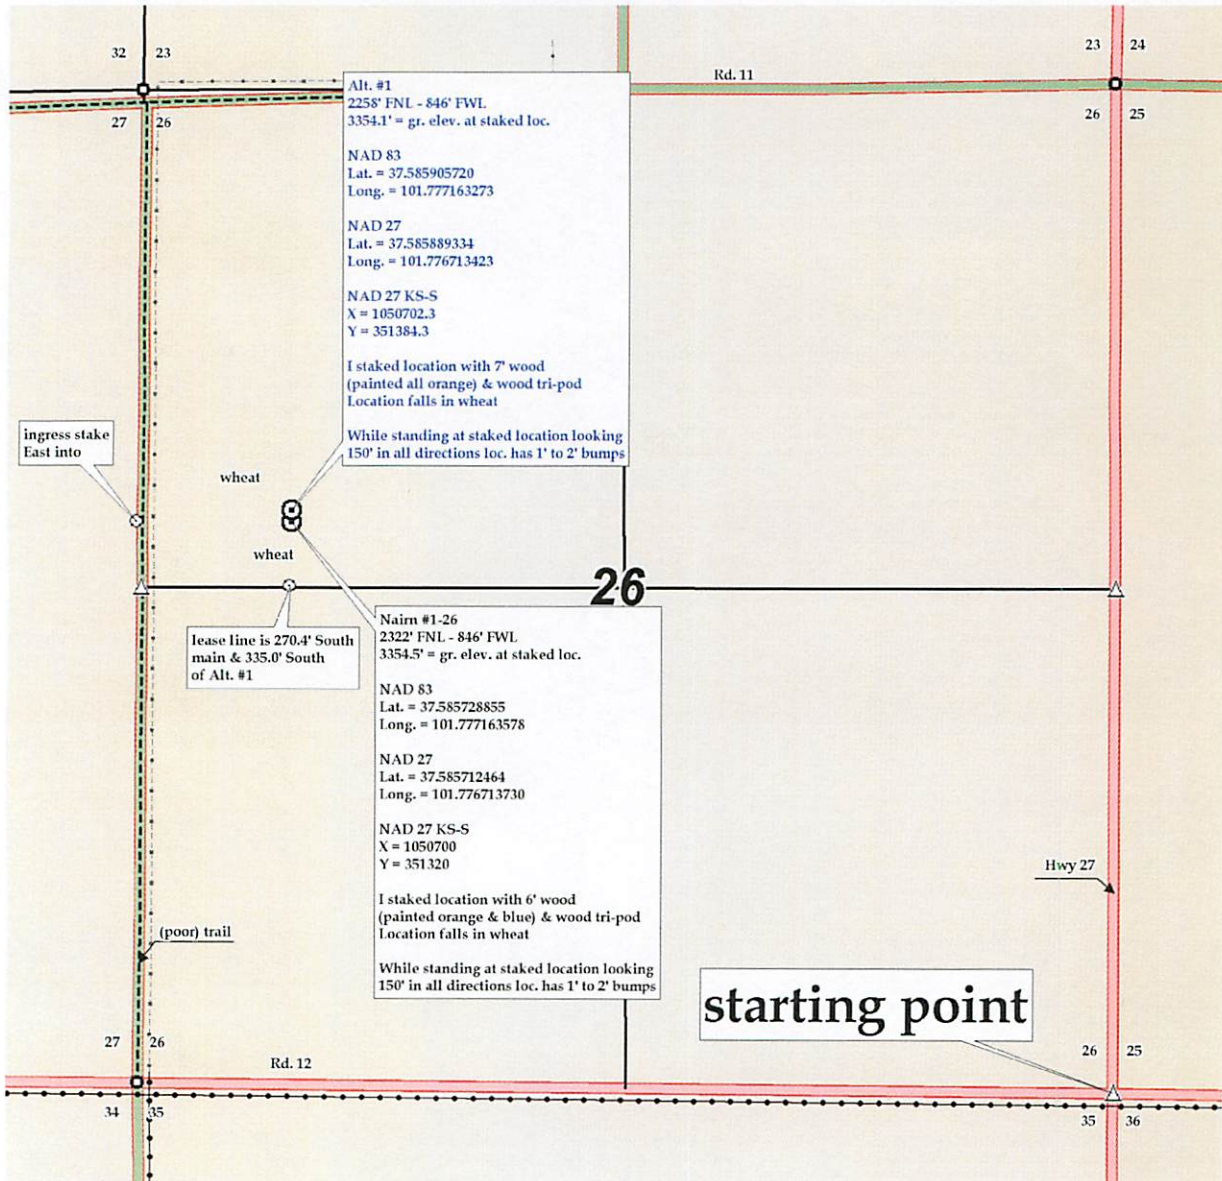 32 23
23 24
Rd. 11
27 26
26 25
Alt. #1
2258' FNL - 846' FWL
3354.1' = gr. elev. at staked loc.
NAD 83
Lat. = 37.585905720
Long. = 101.777163273
NAD 27
Lat. = 37.585889334
Long. = 101.776713423
NAD 27 KS-S
X = 1050702.3
Y = 351384.3
I staked location with 7' wood
(painted all orange) & wood tri-pod
Location falls in wheat
While standing at staked location looking
150' in all directions loc. has 1' to 2' bumps
ingress stake
East into
wheat
wheat
26
lease line is 270.4' South
main & 335.0' South
of Alt. #1
Nairn #1-26
2322' FNL - 846' FWL
3354.5' = gr. elev. at staked loc.
NAD 83
Lat. = 37.585728855
Long. = 101.777163578
NAD 27
Lat. = 37.585712464
Long. = 101.776713730
NAD 27 KS-S
X = 1050700
Y = 351320
I staked location with 6' wood
(painted orange & blue) & wood tri-pod
Location falls in wheat
While standing at staked location looking
150' in all directions loc. has 1' to 2' bumps
Hwy 27
(poor) trail
starting point
27 26
Rd. 12
26 25
34 35
35 36